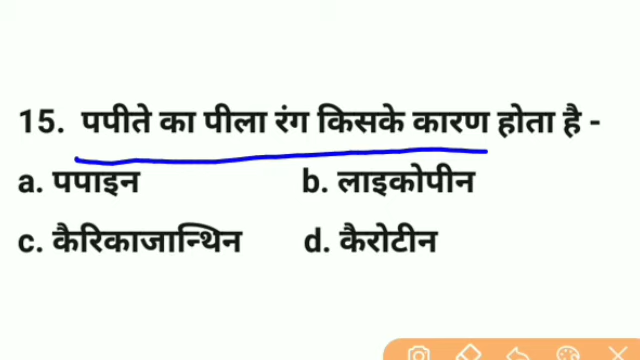 15. पपीते का पीला रंग किसके कारण होता है -
a. पपाइन b. लाइकोपीन
c. कैरिकाजान्थिन d. कैरोटीन